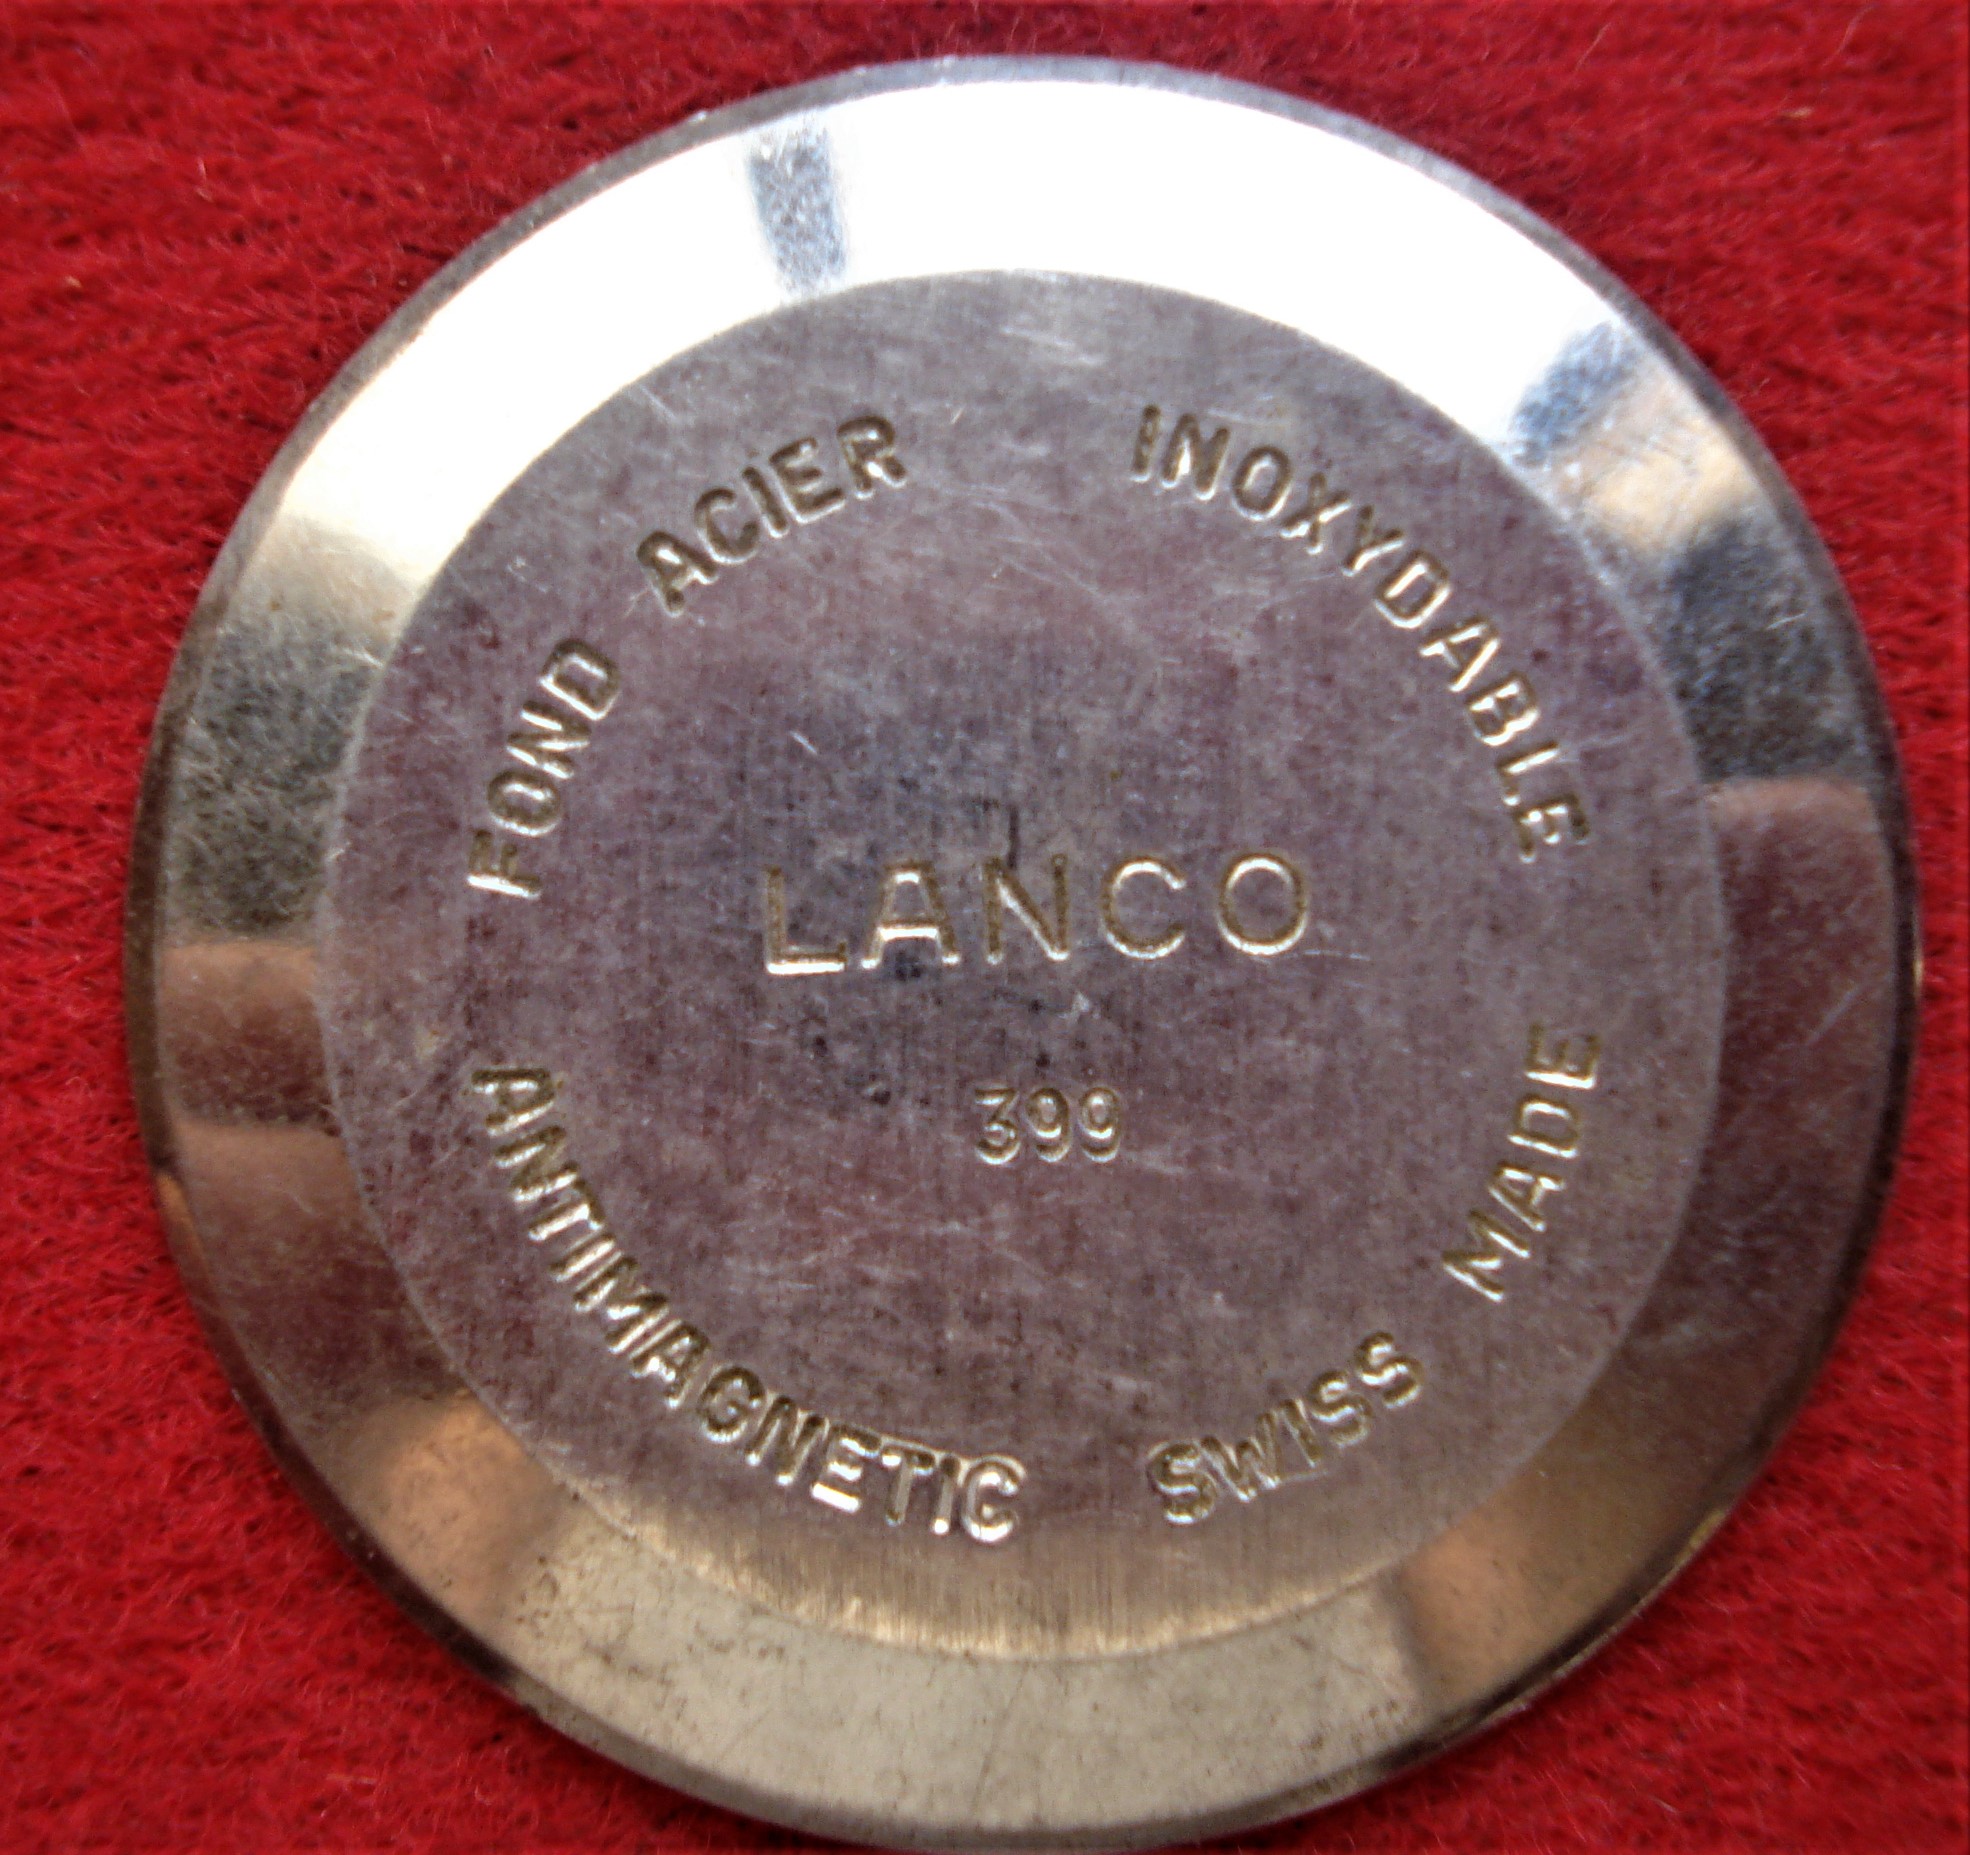 FOND ACIER INOXYDABLE
LANCO
399
ANTIMAGNETIC SWISS MADE